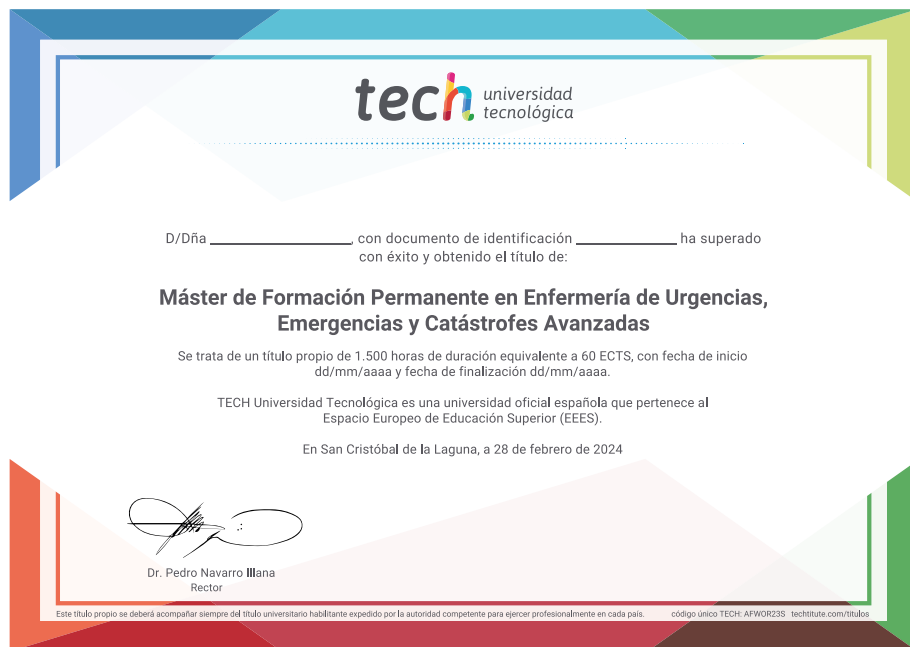 tech universidad
tecnológica
D/Dña ________________, con documento de identificación ____________ ha superado
con éxito y obtenido el título de:
Máster de Formación Permanente en Enfermería de Urgencias,
Emergencias y Catástrofes Avanzadas
Se trata de un título propio de 1.500 horas de duración equivalente a 60 ECTS, con fecha de inicio
dd/mm/aaaa y fecha de finalización dd/mm/aaaa.
TECH Universidad Tecnológica es una universidad oficial española que pertenece al
Espacio Europeo de Educación Superior (EEES).
En San Cristóbal de la Laguna, a 28 de febrero de 2024
Dr. Pedro Navarro Illana
Rector
Este título propio se deberá acompañar siempre del título universitario habilitante expedido por la autoridad competente para ejercer profesionalmente en cada país. código único TECH: AFWOR23S techtitute.com/titulos